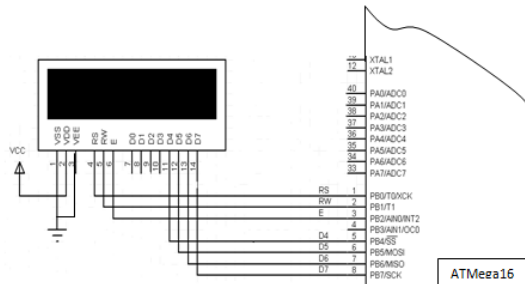 XTAL1
12 XTAL2
40 PA0/ADC0
39 PA1/ADC1
38 PA2/ADC2
37 PA3/ADC3
36 PA4/ADC4
35 PA5/ADC5
34 PA6/ADC6
33 PA7/ADC7
VSS VDD VEE RS RW E D0 D1 D2 D3 D4 D5 D6 D7
1 2 3 4 5 6 7 8 9 10 11 12 13 14
VCC
RS 1 PB0/T0/XCK
RW 2 PB1/T1
E 3 PB2/AIN0/INT2
4 PB3/AIN1/OC0
D4 5 PB4/SS
D5 6 PB5/MOSI
D6 7 PB6/MISO
D7 8 PB7/SCK
ATMega16